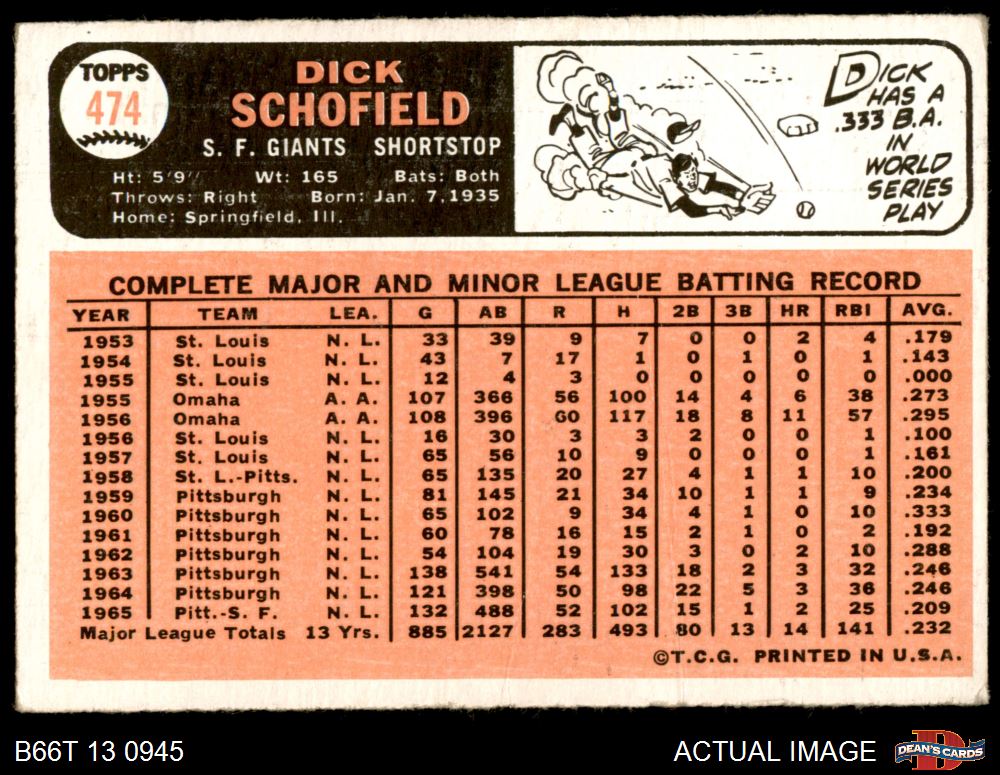 TOPPS
474
DICK
SCHOFIELD
S. F. GIANTS SHORTSTOP
Ht: 5'9" Wt: 165 Bats: Both
Throws: Right Born: Jan. 7, 1935
Home: Springfield, Ill.
DICK
HAS A
.333 B.A.
IN
WORLD
SERIES
PLAY
COMPLETE MAJOR AND MINOR LEAGUE BATTING RECORD
YEAR TEAM LEA. G AB R H 2B 3B HR RBI AVG.
1953 St. Louis N. L. 33 39 9 7 0 0 2 4 .179
1954 St. Louis N. L. 43 7 17 1 0 1 0 1 .143
1955 St. Louis N. L. 12 4 3 0 0 0 0 0 .000
1955 Omaha A. A. 107 366 56 100 14 4 6 38 .273
1956 Omaha A. A. 108 396 60 117 18 8 11 57 .295
1956 St. Louis N. L. 16 30 3 3 2 0 0 1 .100
1957 St. Louis N. L. 65 56 10 9 0 0 0 1 .161
1958 St. L.-Pitts. N. L. 65 135 20 27 4 1 1 10 .200
1959 Pittsburgh N. L. 81 145 21 34 10 1 1 9 .234
1960 Pittsburgh N. L. 65 102 9 34 4 1 0 10 .333
1961 Pittsburgh N. L. 60 78 16 15 2 1 0 2 .192
1962 Pittsburgh N. L. 54 104 19 30 3 0 2 10 .288
1963 Pittsburgh N. L. 138 541 54 133 18 2 3 32 .246
1964 Pittsburgh N. L. 121 398 50 98 22 5 3 36 .246
1965 Pitt.-S. F. N. L. 132 488 52 102 15 1 2 25 .209
Major League Totals 13 Yrs. 885 2127 283 493 80 13 14 141 .232
©T.C.G. PRINTED IN U.S.A.
B66T 13 0945
ACTUAL IMAGE
DEAN'S CARDS